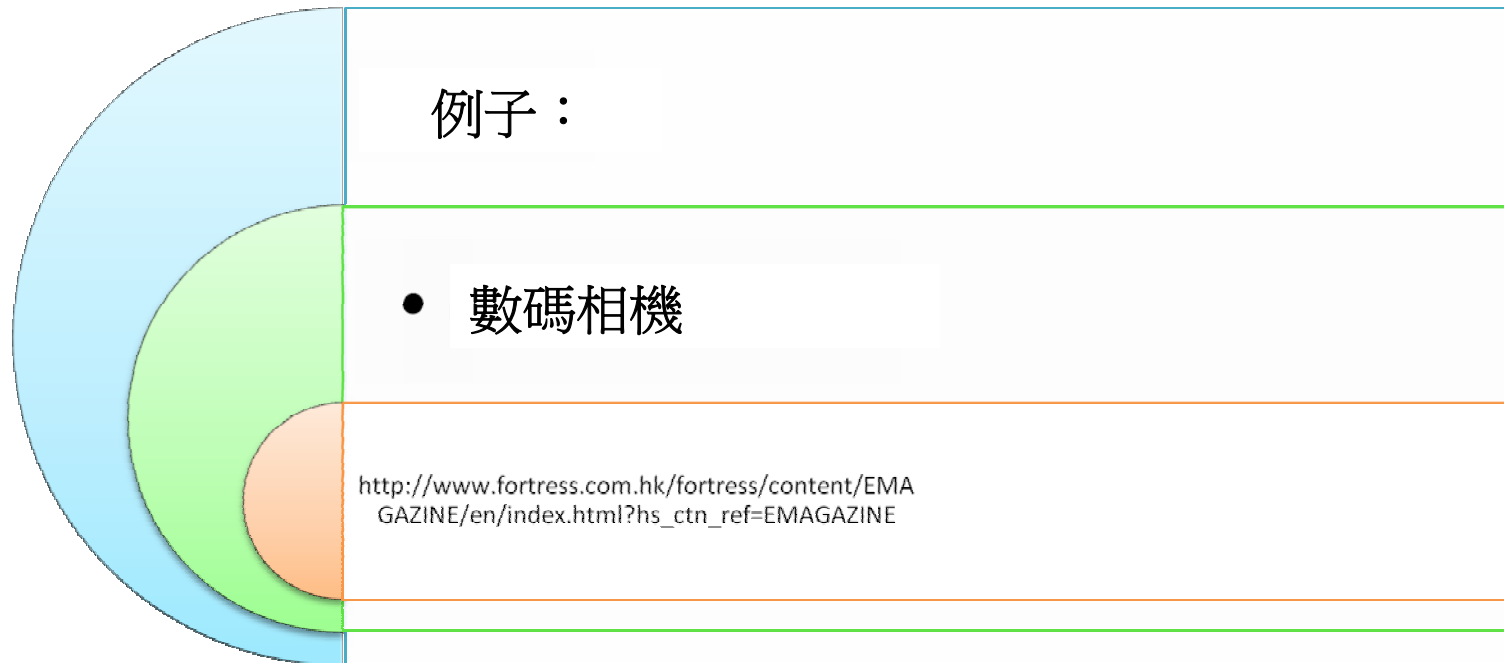 例子：
• 數碼相機
http://www.fortress.com.hk/fortress/content/EMA
GAZINE/en/index.html?hs_ctn_ref=EMAGAZINE